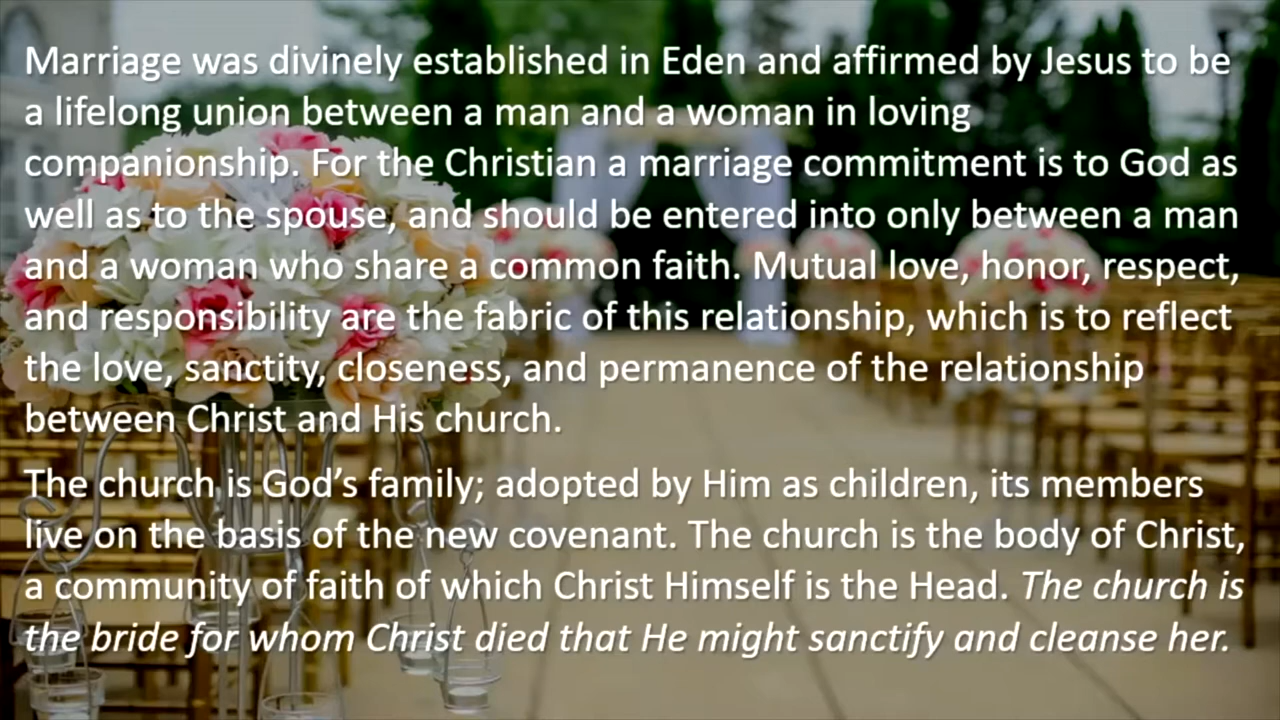 Marriage was divinely established in Eden and affirmed by Jesus to be
a lifelong union between a man and a woman in loving
companionship. For the Christian a marriage commitment is to God as
well as to the spouse, and should be entered into only between a man
and a woman who share a common faith. Mutual love, honor, respect,
and responsibility are the fabric of this relationship, which is to reflect
the love, sanctity, closeness, and permanence of the relationship
between Christ and His church.
The church is God’s family; adopted by Him as children, its members
live on the basis of the new covenant. The church is the body of Christ,
a community of faith of which Christ Himself is the Head. The church is
the bride for whom Christ died that He might sanctify and cleanse her.